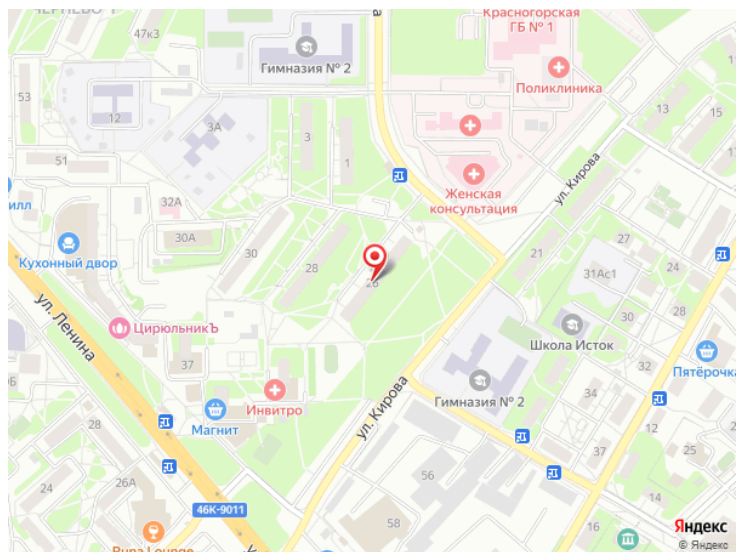 47к3
Красногорская
ГБ № 1
Гимназия № 2
Поликлиника
53
12
3А
3
1
13
15
51
Женская
консультация
ул. Кирова
32А
илл
30А
30
Кухонный двор
28
26
21
27
24
31Ас1
ул. Ленина
ЦирюльникЪ
30
Школа Исток
32
Пятёрочка
37
Инвитро
Гимназия № 2
34
Магнит
ул. Кирова
12
28
37
25
24
26А
56
14
46К-9011
58
16
Яндекс
© Яндекс